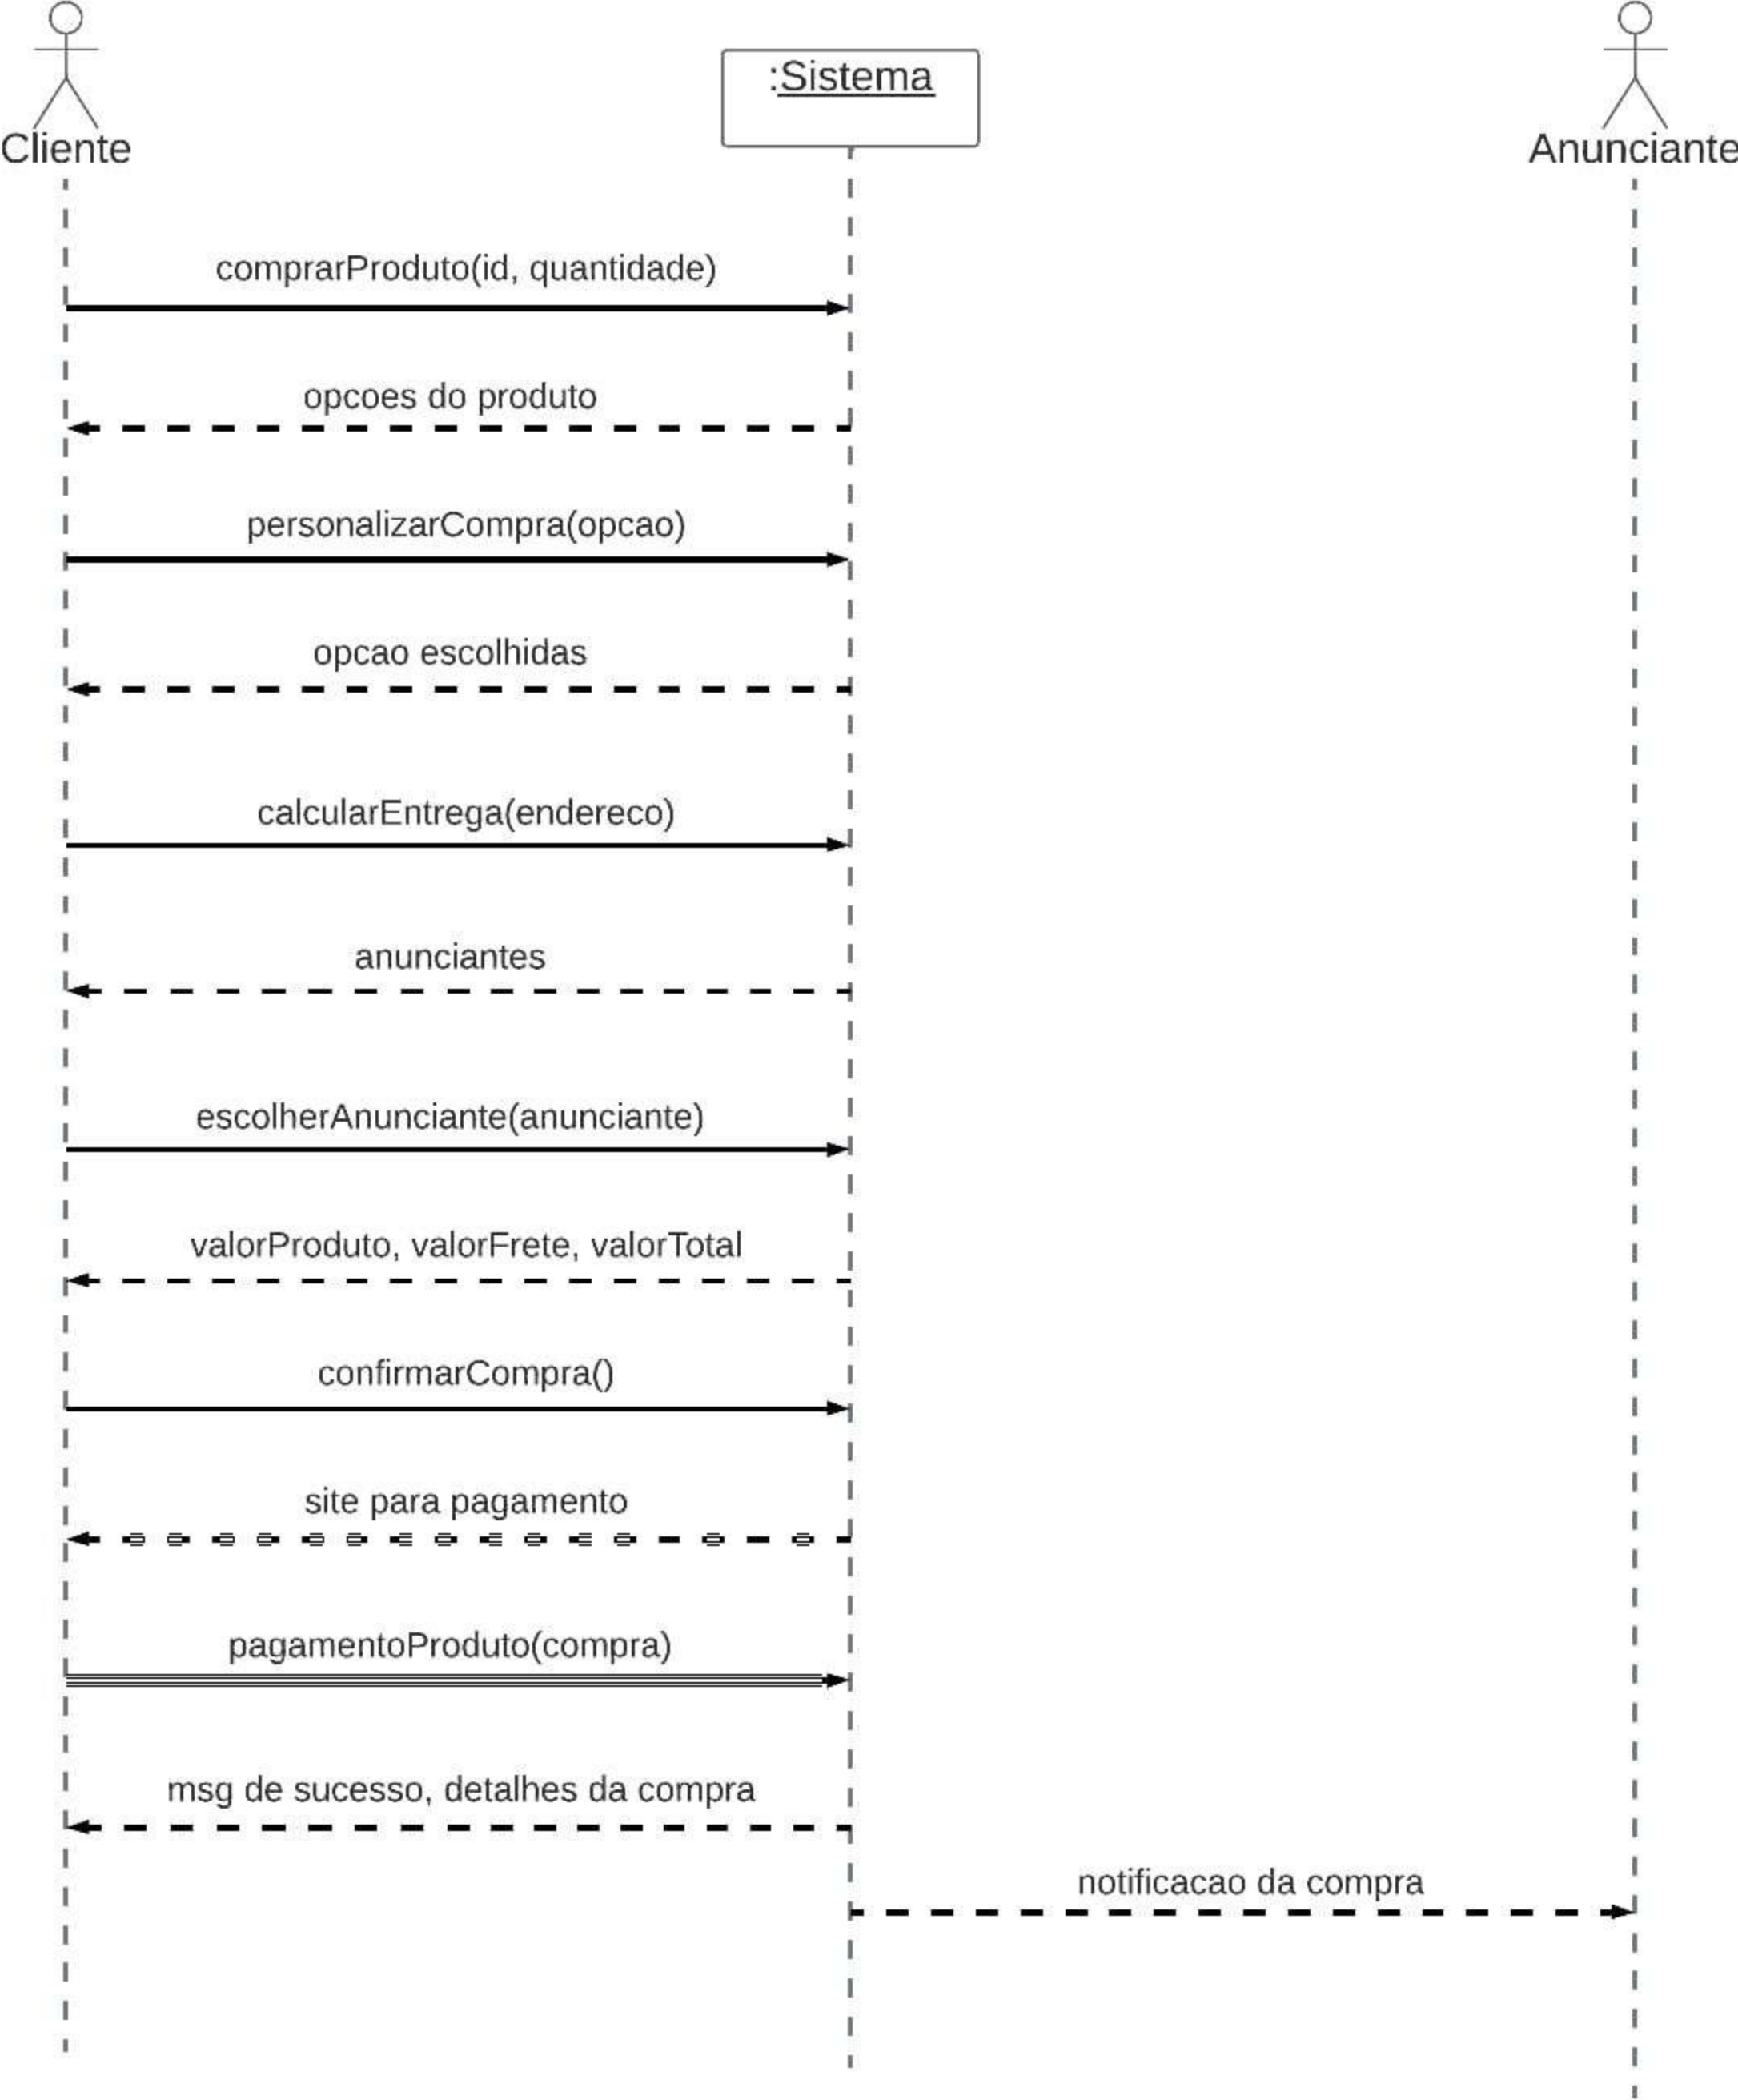 :Sistema
Cliente
Anunciante
comprarProduto(id, quantidade)
opcoes do produto
personalizarCompra(opcao)
opcao escolhidas
calcularEntrega(endereco)
anunciantes
escolherAnunciante(anunciante)
valorProduto, valorFrete, valorTotal
confirmarCompra()
site para pagamento
pagamentoProduto(compra)
msg de sucesso, detalhes da compra
notificacao da compra